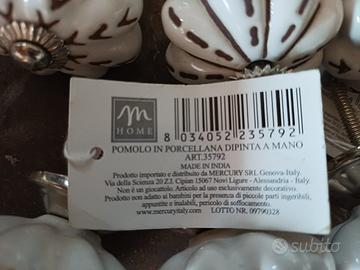 m
HOME
8 034052 235792
POMOLO IN PORCELLANA DIPINTA A MANO
ART.35792
MADE IN INDIA
Prodotto importato e distribuito da MERCURY SRL Genova-Italy.
Via della Scienza 20 Z.I. Cipian 15067 Novi Ligure - Alessandria - Italy.
Non è un giocattolo. Articolo ad uso esclusivamente decorativo.
Prodotto non adatto ai bambini per la presenza di piccole parti ingeribili,
appuntite e inalabili, pericolo di soffocamento.
www.mercuryitaly.com LOTTO NR. 09790328
subito